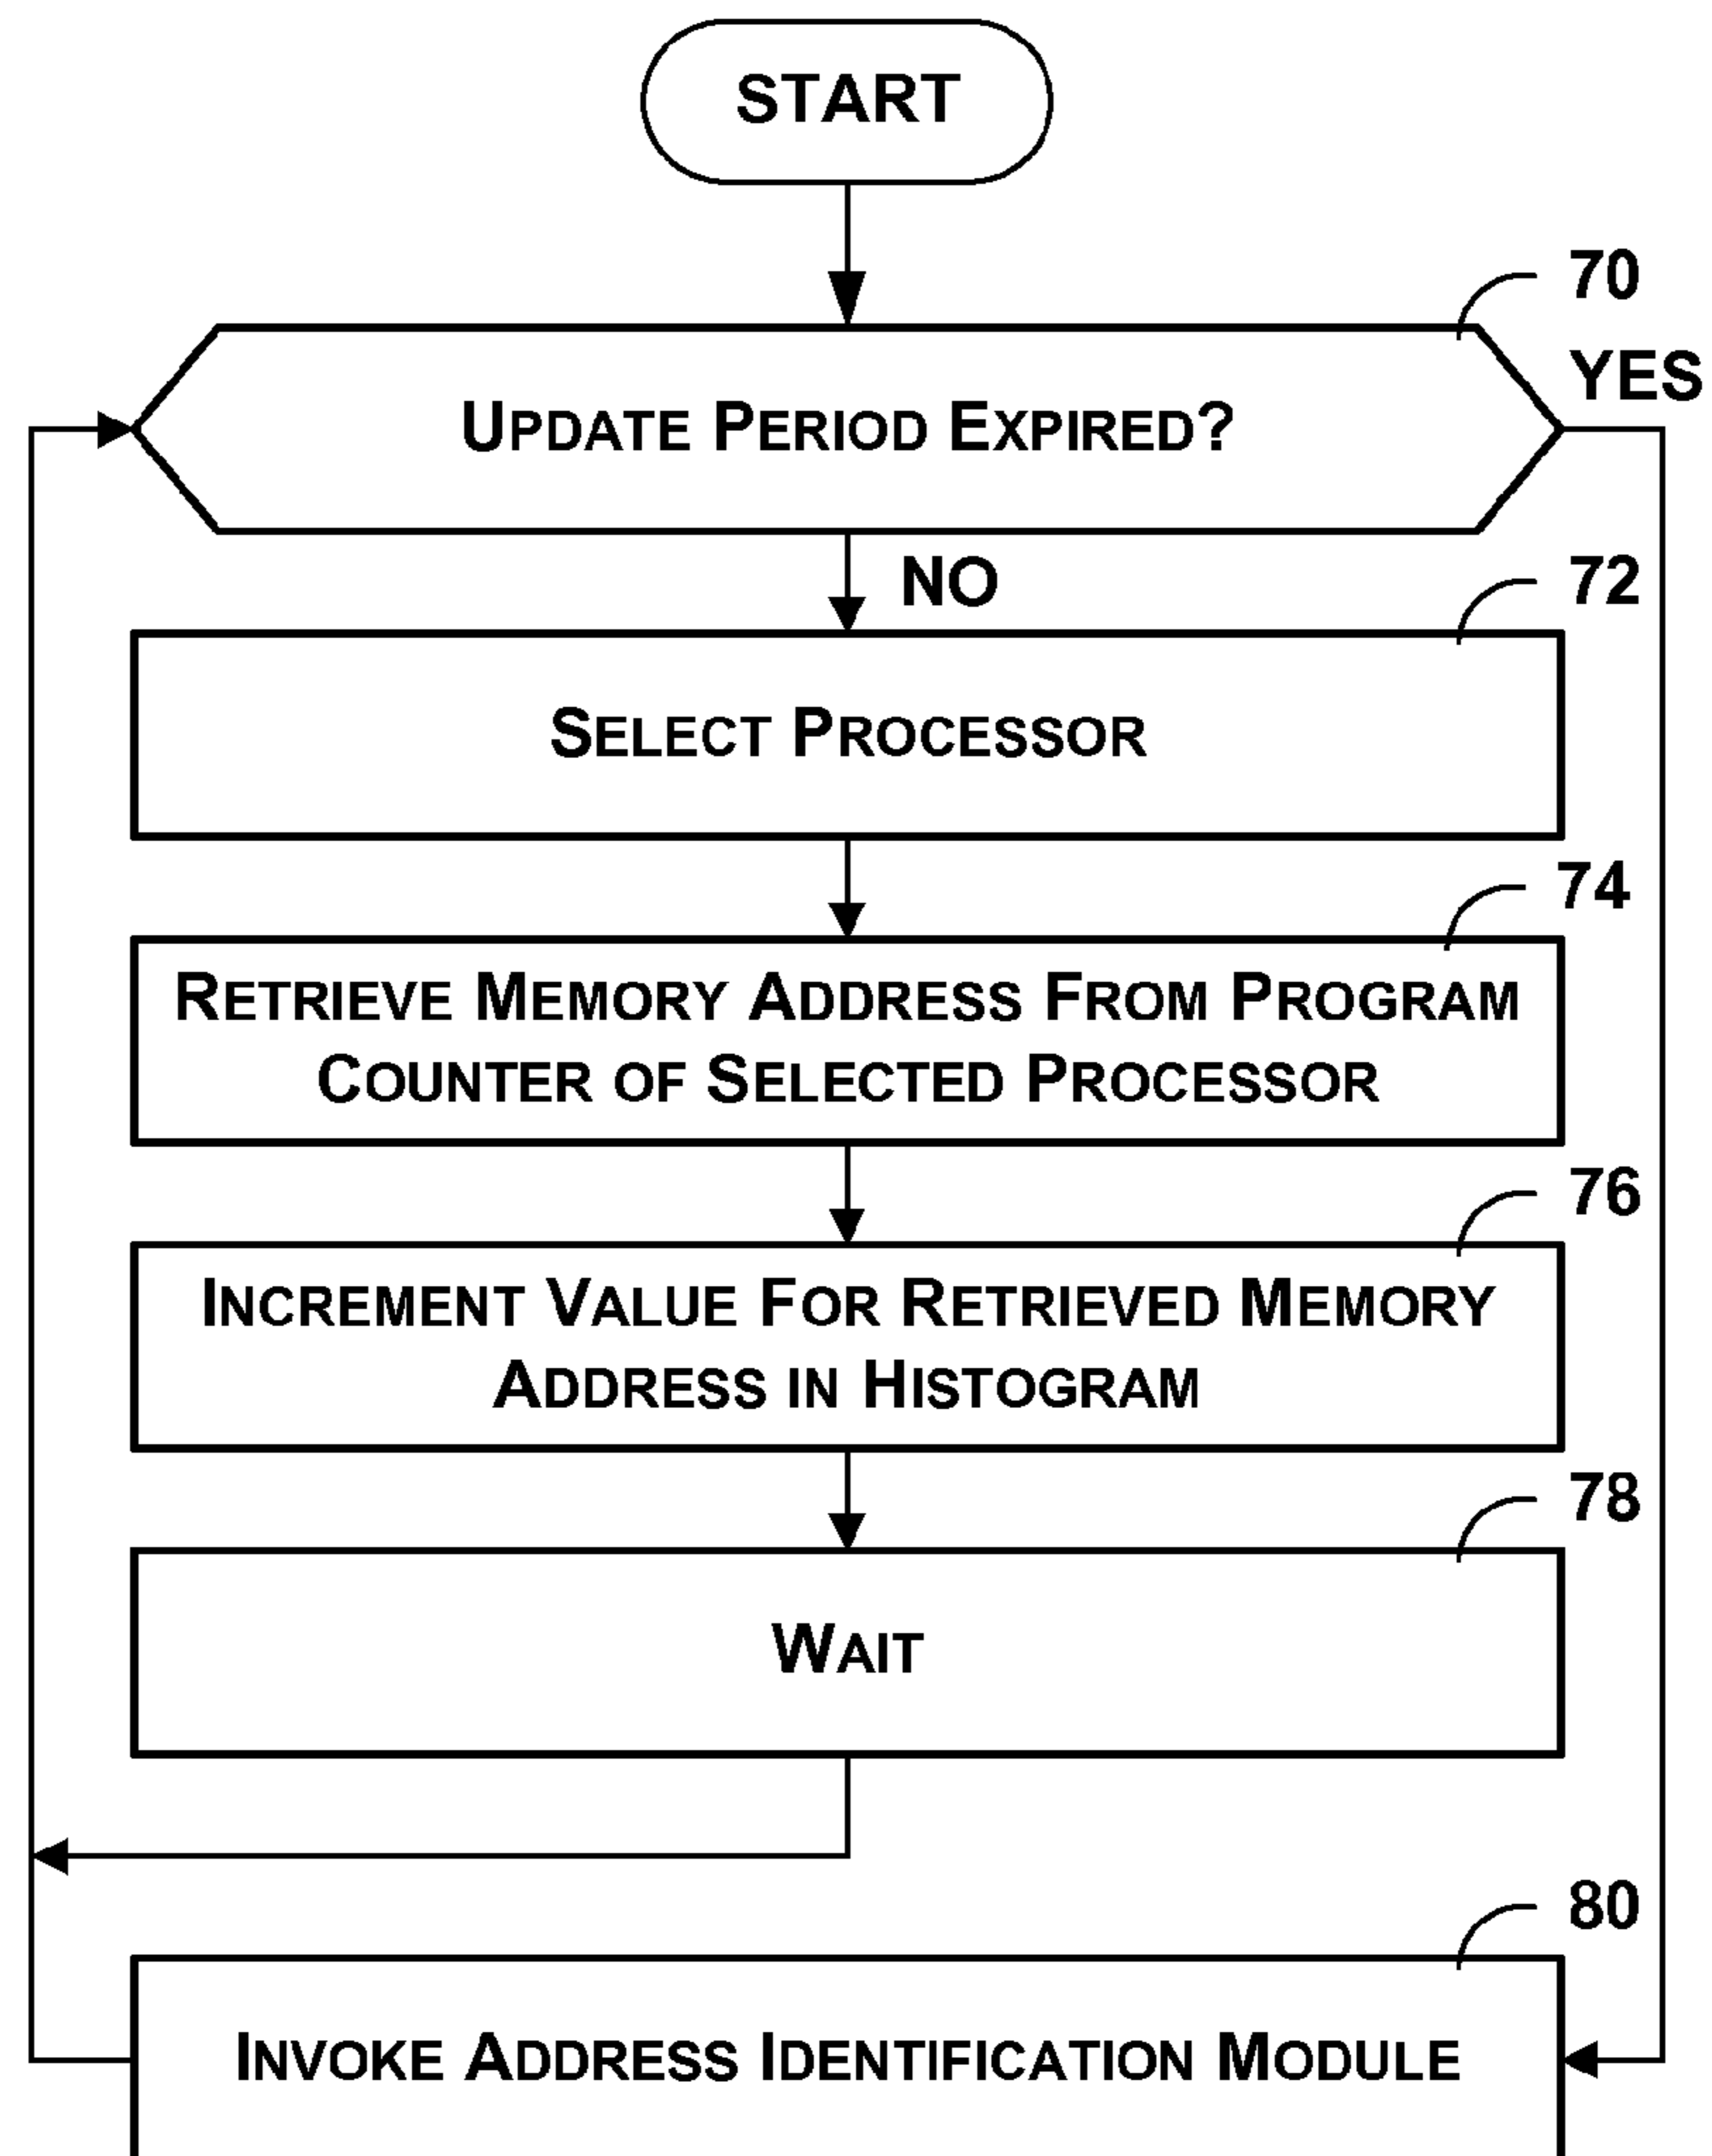 START
70
YES
UPDATE PERIOD EXPIRED?
NO
72
SELECT PROCESSOR
74
RETRIEVE MEMORY ADDRESS FROM PROGRAM
COUNTER OF SELECTED PROCESSOR
76
INCREMENT VALUE FOR RETRIEVED MEMORY
ADDRESS IN HISTOGRAM
78
WAIT
80
INVOKE ADDRESS IDENTIFICATION MODULE